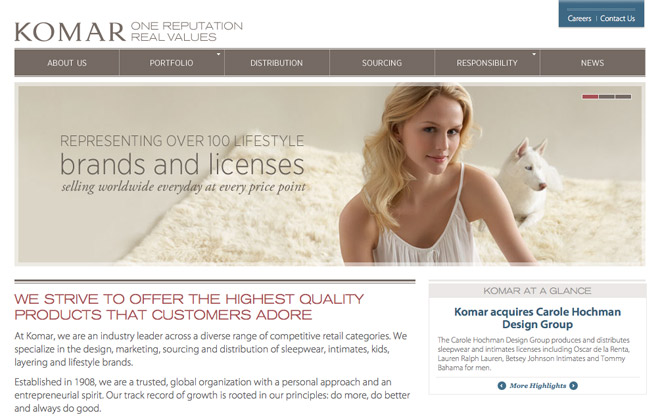 Careers | Contact Us
KOMAR ONE REPUTATION
REAL VALUES
ABOUT US PORTFOLIO DISTRIBUTION SOURCING RESPONSIBILITY NEWS
REPRESENTING OVER 100 LIFESTYLE
brands and licenses
selling worldwide everyday at every price point
WE STRIVE TO OFFER THE HIGHEST QUALITY
PRODUCTS THAT CUSTOMERS ADORE
At Komar, we are an industry leader across a diverse range of competitive retail categories. We
specialize in the design, marketing, sourcing and distribution of sleepwear, intimates, kids,
layering and lifestyle brands.
Established in 1908, we are a trusted, global organization with a personal approach and an
entrepreneurial spirit. Our track record of growth is rooted in our principles: do more, do better
and always do good.
KOMAR AT A GLANCE
Komar acquires Carole Hochman
Design Group
The Carole Hochman Design Group produces and distributes
sleepwear and intimates licenses including Oscar de la Renta,
Lauren Ralph Lauren, Betsey Johnson Intimates and Tommy
Bahama for men.
More Highlights